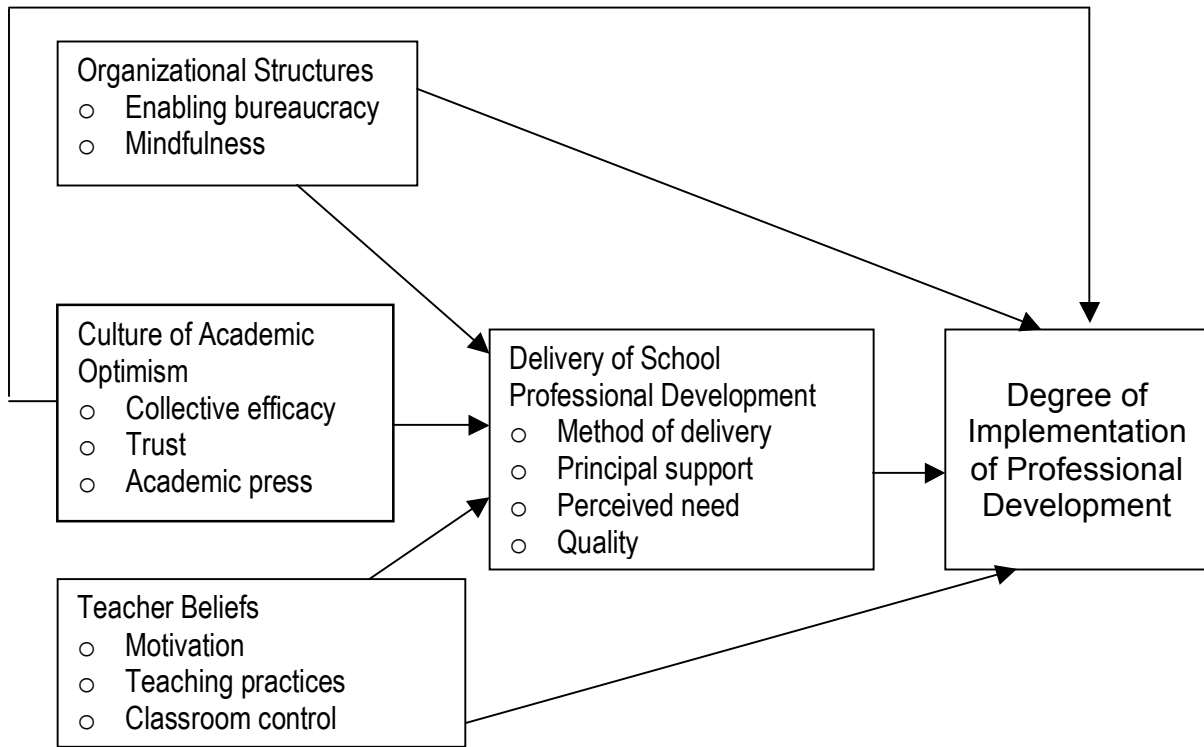 Organizational Structures
o Enabling bureaucracy
o Mindfulness
Culture of Academic
Optimism
o Collective efficacy
o Trust
o Academic press
Teacher Beliefs
o Motivation
o Teaching practices
o Classroom control
Delivery of School
Professional Development
o Method of delivery
o Principal support
o Perceived need
o Quality
Degree of
Implementation
of Professional
Development